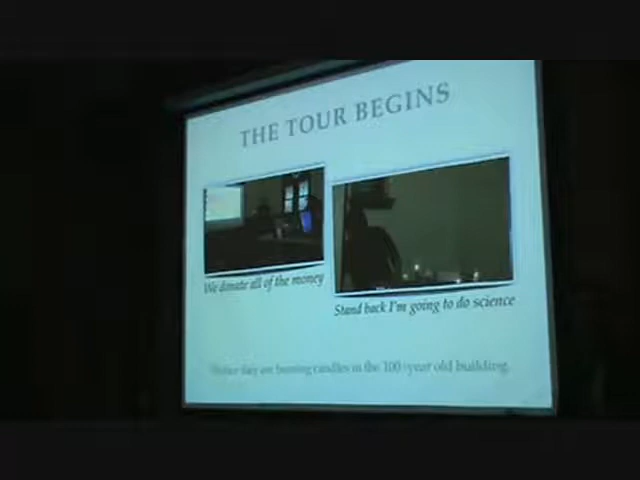 THE TOUR BEGINS
We donate all of the money
Stand back I'm going to do science
Notice they are burning candles in the 100+year old building.